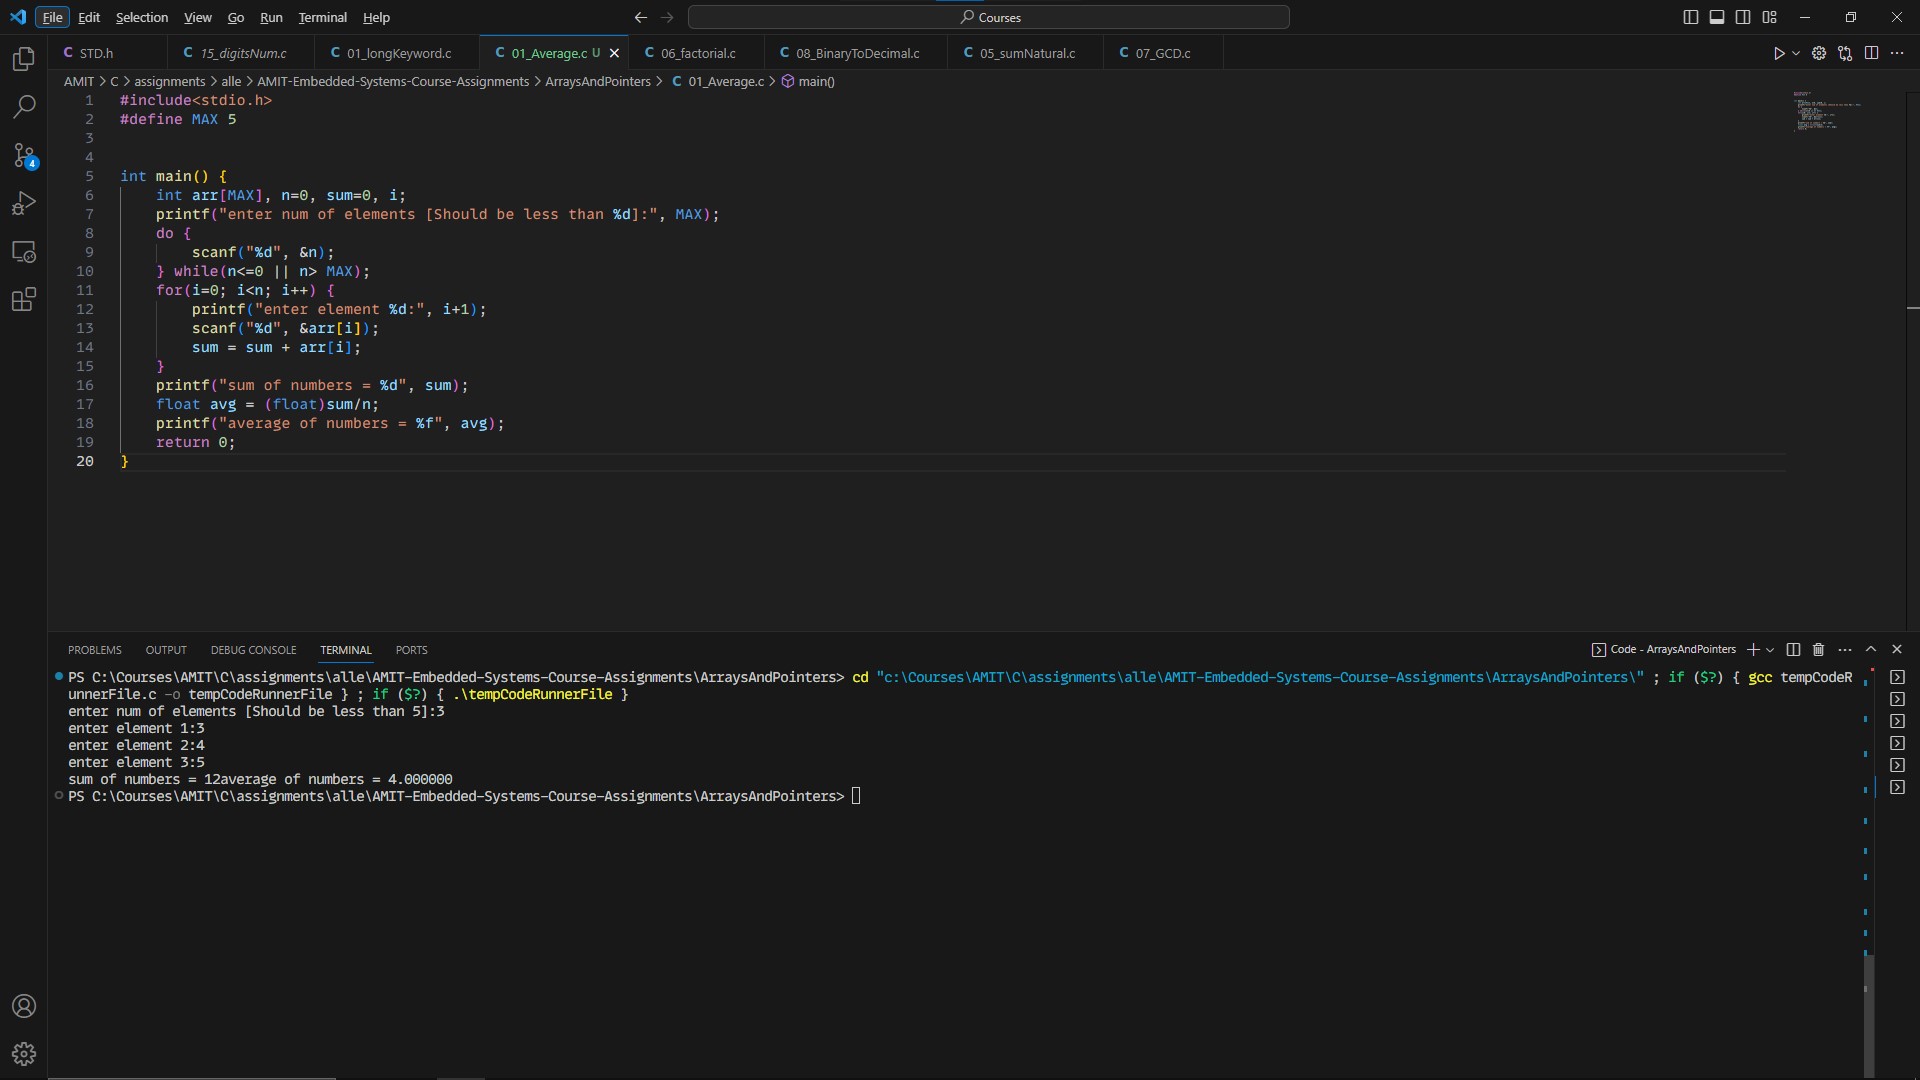 File Edit Selection View Go Run Terminal Help Courses
STD.h 15_digitsNum.c 01_longKeyword.c 01_Average.c U 06_factorial.c 08_BinaryToDecimal.c 05_sumNatural.c 07_GCD.c
AMIT > C > assignments > alle > AMIT-Embedded-Systems-Course-Assignments > ArraysAndPointers > C 01_Average.c > main()
1 #include<stdio.h>
2 #define MAX 5
3
4
5 int main() {
6 int arr[MAX], n=0, sum=0, i;
7 printf("enter num of elements [Should be less than %d]:", MAX);
8 do {
9 scanf("%d", &n);
10 } while(n<=0 || n> MAX);
11 for(i=0; i<n; i++) {
12 printf("enter element %d:", i+1);
13 scanf("%d", &arr[i]);
14 sum = sum + arr[i];
15 }
16 printf("sum of numbers = %d", sum);
17 float avg = (float)sum/n;
18 printf("average of numbers = %f", avg);
19 return 0;
20 }
4
PROBLEMS OUTPUT DEBUG CONSOLE TERMINAL PORTS Code - ArraysAndPointers
PS C:\Courses\AMIT\C\assignments\alle\AMIT-Embedded-Systems-Course-Assignments\ArraysAndPointers> cd "c:\Courses\AMIT\C\assignments\alle\AMIT-Embedded-Systems-Course-Assignments\ArraysAndPointers\" ; if ($?) { gcc tempCodeR
unnerFile.c -o tempCodeRunnerFile } ; if ($?) { .\tempCodeRunnerFile }
enter num of elements [Should be less than 5]:3
enter element 1:3
enter element 2:4
enter element 3:5
sum of numbers = 12average of numbers = 4.000000
PS C:\Courses\AMIT\C\assignments\alle\AMIT-Embedded-Systems-Course-Assignments\ArraysAndPointers>